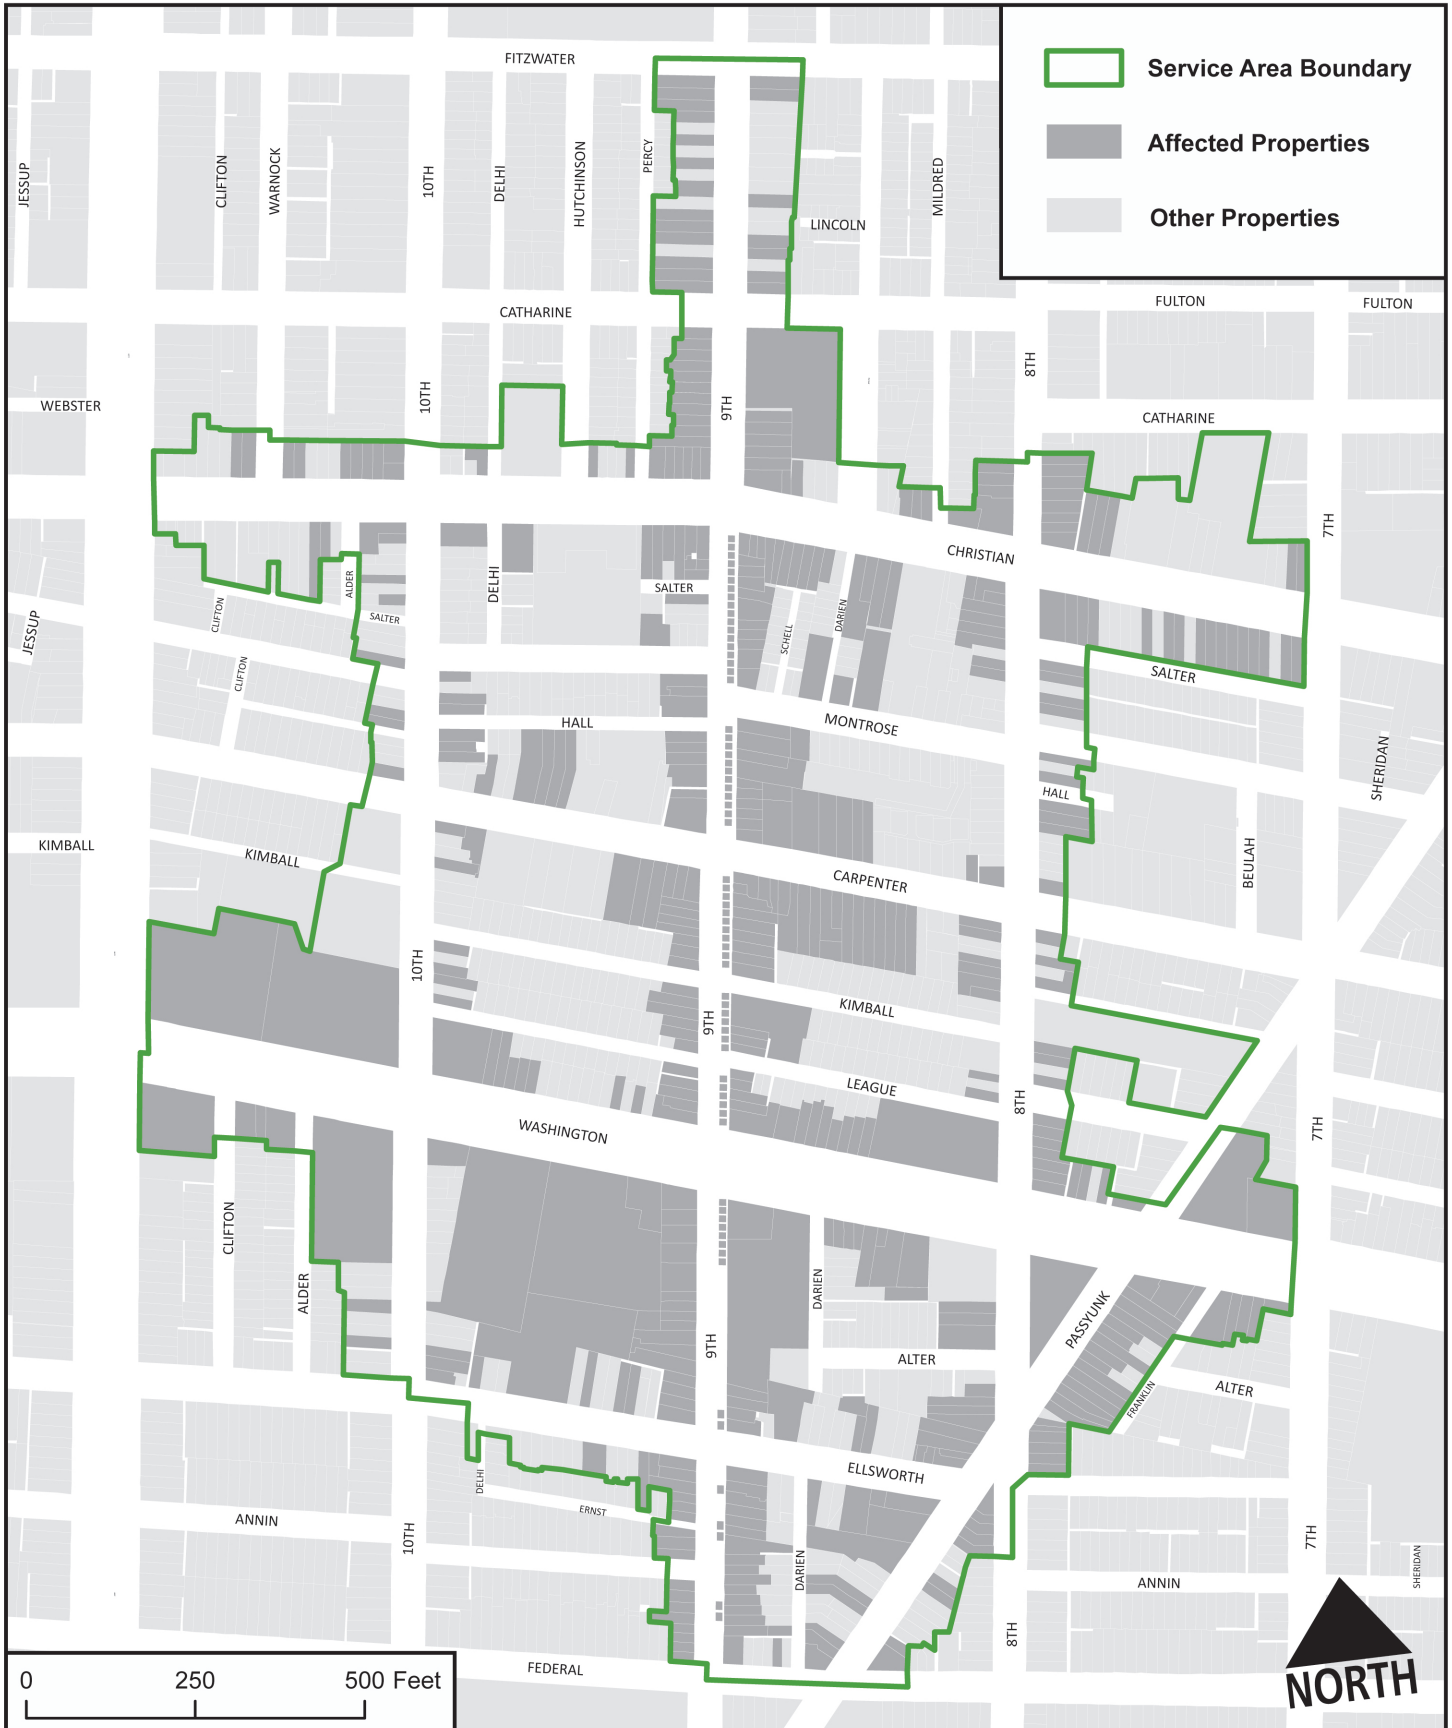 FITZWATER
Service Area Boundary
Affected Properties
Other Properties
JESSUP
CLIFTON
WARNOCK
10TH
DELHI
HUTCHINSON
PERCY
MILDRED
LINCOLN
FULTON
FULTON
CATHARINE
8TH
WEBSTER
10TH
9TH
CATHARINE
7TH
CHRISTIAN
DELHI
ALDER
SALTER
SALTER
CLIFTON
JESSUP
SCHELL
DARIEN
CLIFTON
SALTER
HALL
MONTROSE
SHERIDAN
HALL
KIMBALL
KIMBALL
CARPENTER
BEULAH
10TH
9TH
KIMBALL
LEAGUE
8TH
7TH
WASHINGTON
CLIFTON
ALDER
DARIEN
9TH
PASSYUNK
ALTER
ALTER
FRANKLIN
ELLSWORTH
DELHI
ERNST
ANNIN
10TH
DARIEN
7TH
SHERIDAN
ANNIN
8TH
FEDERAL
0 250 500 Feet
NORTH